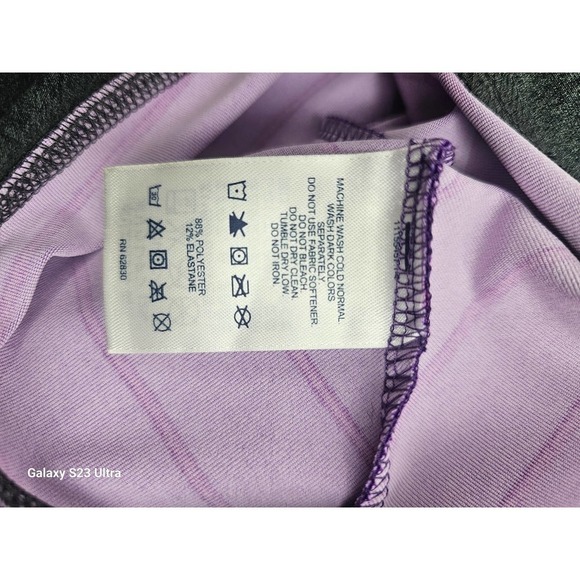 MACHINE WASH COLD NORMAL
WASH DARK COLORS
SEPARATELY.
DO NOT USE FABRIC SOFTENER.
DO NOT BLEACH.
DO NOT DRY CLEAN.
TUMBLE DRY LOW.
DO NOT IRON.
88% POLYESTER
12% ELASTANE
RN 62830
Galaxy S23 Ultra